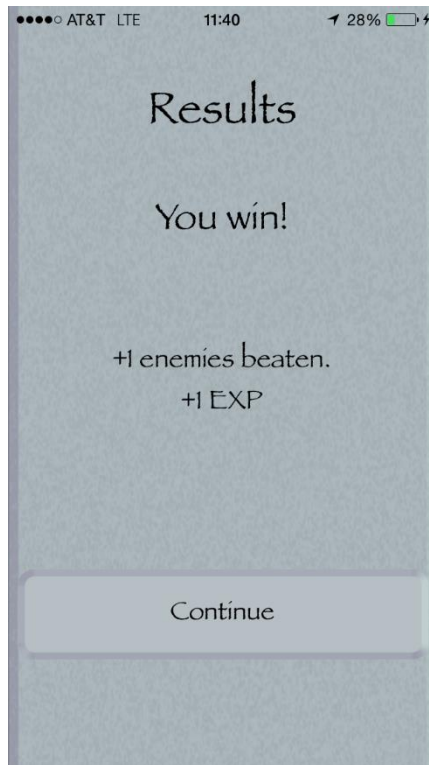 AT&T LTE 11:40 28%
Results
You win!
+1 enemies beaten.
+1 EXP
Continue